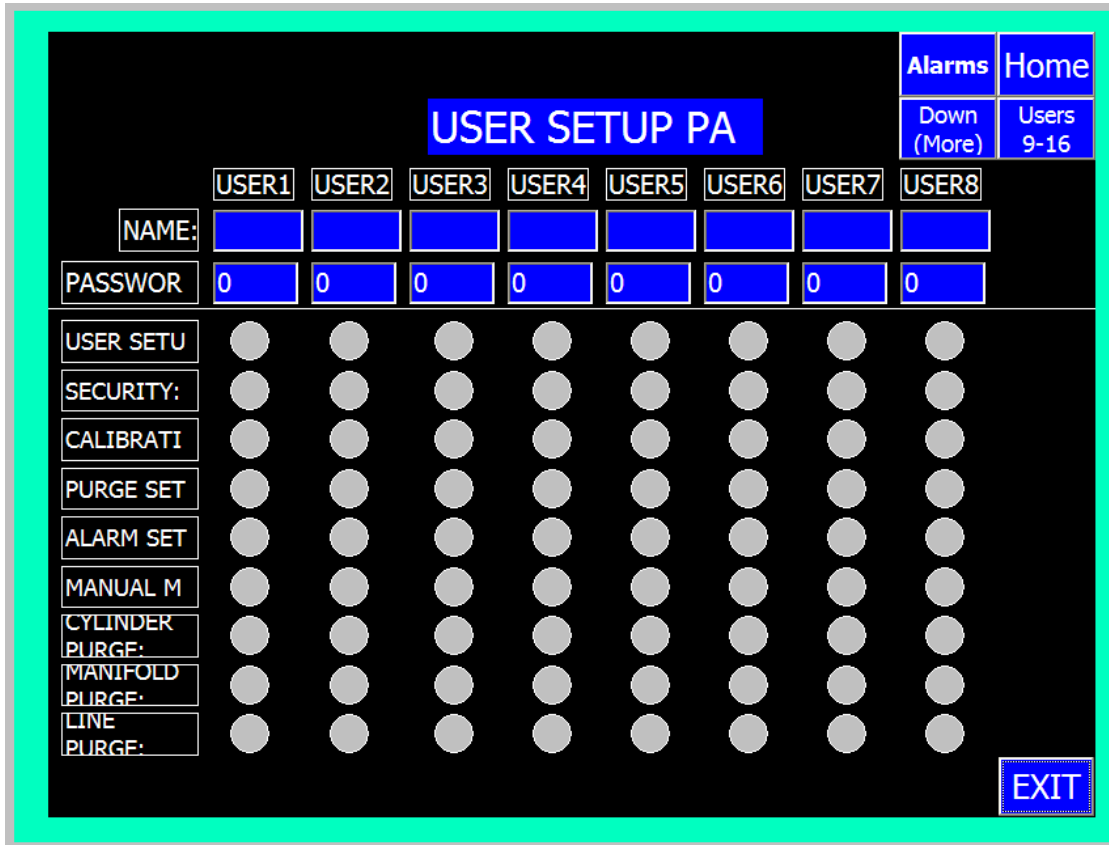 Alarms Home
Down Users
(More) 9-16
USER SETUP PA
USER1 USER2 USER3 USER4 USER5 USER6 USER7 USER8
NAME:
PASSWOR 0 0 0 0 0 0 0 0
USER SETU
SECURITY:
CALIBRATI
PURGE SET
ALARM SET
MANUAL M
CYLINDER
PURGE:
MANIFOLD
PURGE:
LINE
PURGE:
EXIT